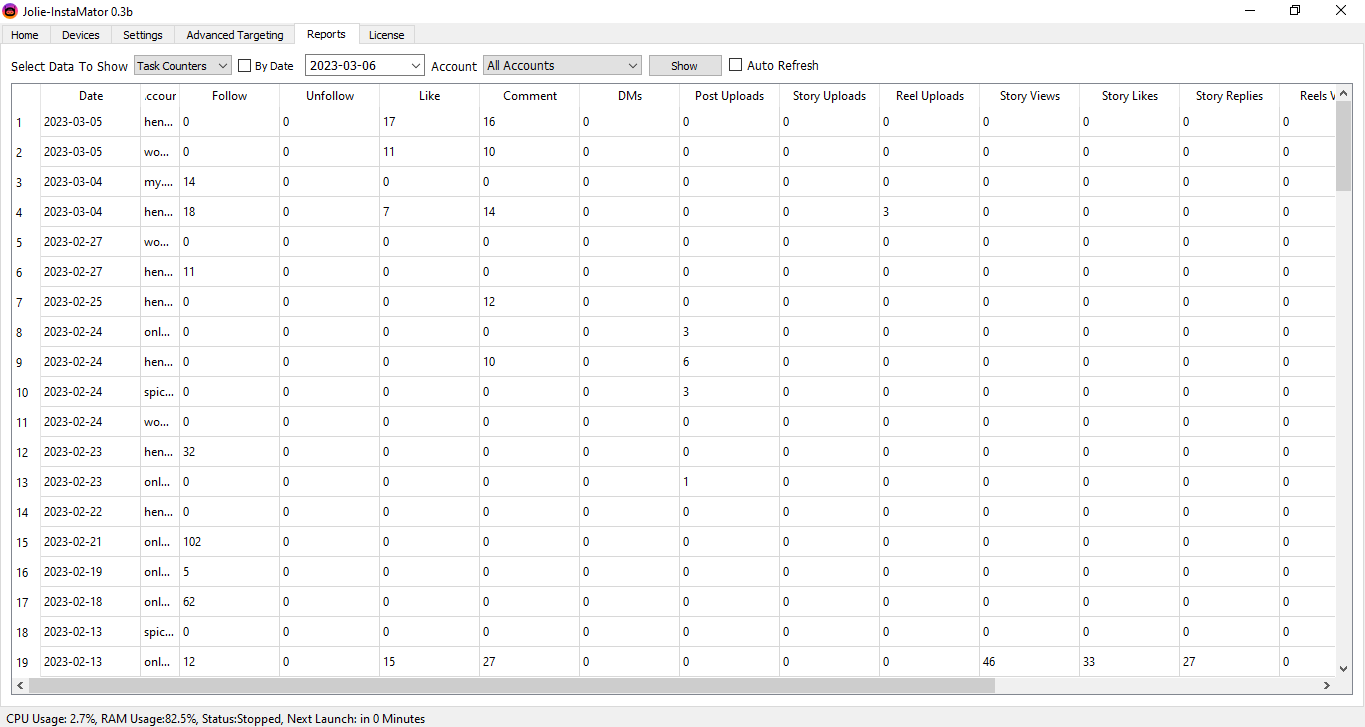 Jolie-InstaMator 0.3b
Home Devices Settings Advanced Targeting Reports License
Select Data To Show Task Counters By Date 2023-03-06 Account All Accounts Show Auto Refresh
Date .ccour Follow Unfollow Like Comment DMs Post Uploads Story Uploads Reel Uploads Story Views Story Likes Story Replies Reels V
1 2023-03-05 hen... 0 0 17 16 0 0 0 0 0 0 0 0
2 2023-03-05 wo... 0 0 11 10 0 0 0 0 0 0 0 0
3 2023-03-04 my.... 14 0 0 0 0 0 0 0 0 0 0 0
4 2023-03-04 hen... 18 0 7 14 0 0 0 3 0 0 0 0
5 2023-02-27 wo... 0 0 0 0 0 0 0 0 0 0 0 0
6 2023-02-27 hen... 11 0 0 0 0 0 0 0 0 0 0 0
7 2023-02-25 hen... 0 0 0 12 0 0 0 0 0 0 0 0
8 2023-02-24 onl... 0 0 0 0 0 3 0 0 0 0 0 0
9 2023-02-24 hen... 0 0 0 10 0 6 0 0 0 0 0 0
10 2023-02-24 spic... 0 0 0 0 0 3 0 0 0 0 0 0
11 2023-02-24 wo... 0 0 0 0 0 0 0 0 0 0 0 0
12 2023-02-23 hen... 32 0 0 0 0 0 0 0 0 0 0 0
13 2023-02-23 onl... 0 0 0 0 0 1 0 0 0 0 0 0
14 2023-02-22 hen... 0 0 0 0 0 0 0 0 0 0 0 0
15 2023-02-21 onl... 102 0 0 0 0 0 0 0 0 0 0 0
16 2023-02-19 onl... 5 0 0 0 0 0 0 0 0 0 0 0
17 2023-02-18 onl... 62 0 0 0 0 0 0 0 0 0 0 0
18 2023-02-13 spic... 0 0 0 0 0 0 0 0 0 0 0 0
19 2023-02-13 onl... 12 0 15 27 0 0 0 0 46 33 27 0
CPU Usage: 2.7%, RAM Usage:82.5%, Status:Stopped, Next Launch: in 0 Minutes